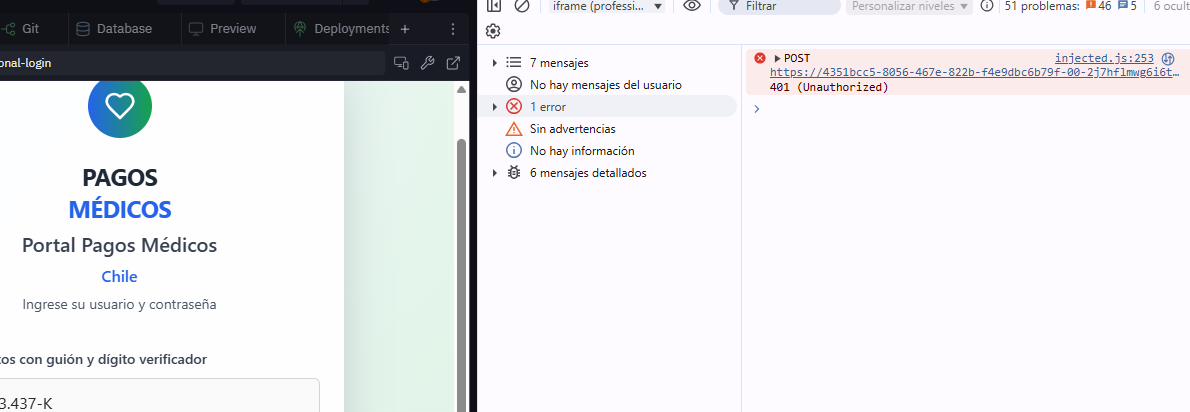 Git
Database
Preview
Deployments
onal-login
PAGOS
MÉDICOS
Portal Pagos Médicos
Chile
Ingrese su usuario y contraseña
tos con guión y dígito verificador
3.437-K
iframe (professi...
Filtrar
Personalizar niveles
51 problemas:
46
5
6 ocult
7 mensajes
No hay mensajes del usuario
1 error
Sin advertencias
No hay información
6 mensajes detallados
POST
injected.js:253
https://4351bcc5-8056-467e-822b-f4e9dbc6b79f-00-2j7hflmwg6i6t…
401 (Unauthorized)